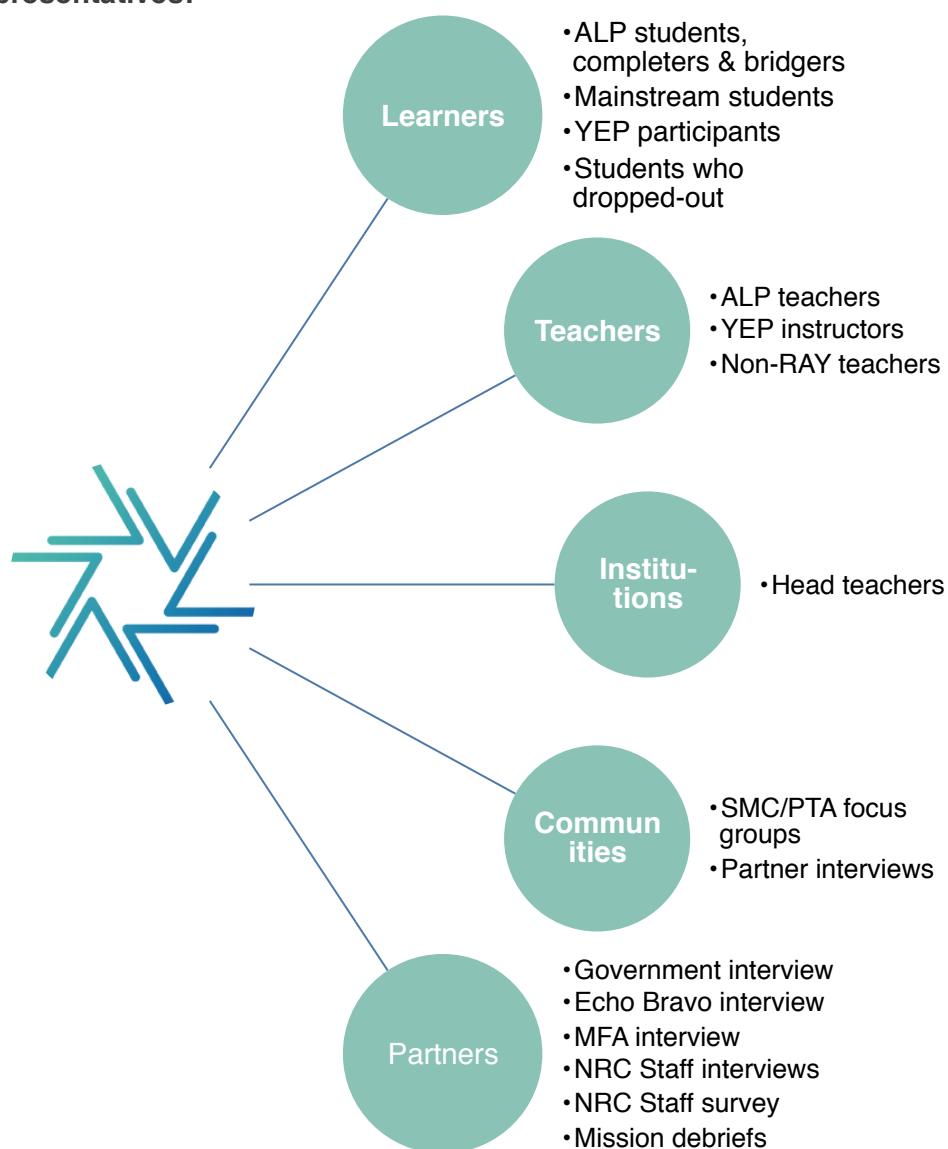 presentatives:
Learners
•ALP students,
completers & bridgers
•Mainstream students
•YEP participants
•Students who
dropped-out
Teachers
•ALP teachers
•YEP instructors
•Non-RAY teachers
Institu-
tions
•Head teachers
Commun
ities
•SMC/PTA focus
groups
•Partner interviews
Partners
•Government interview
•Echo Bravo interview
•MFA interview
•NRC Staff interviews
•NRC Staff survey
•Mission debriefs